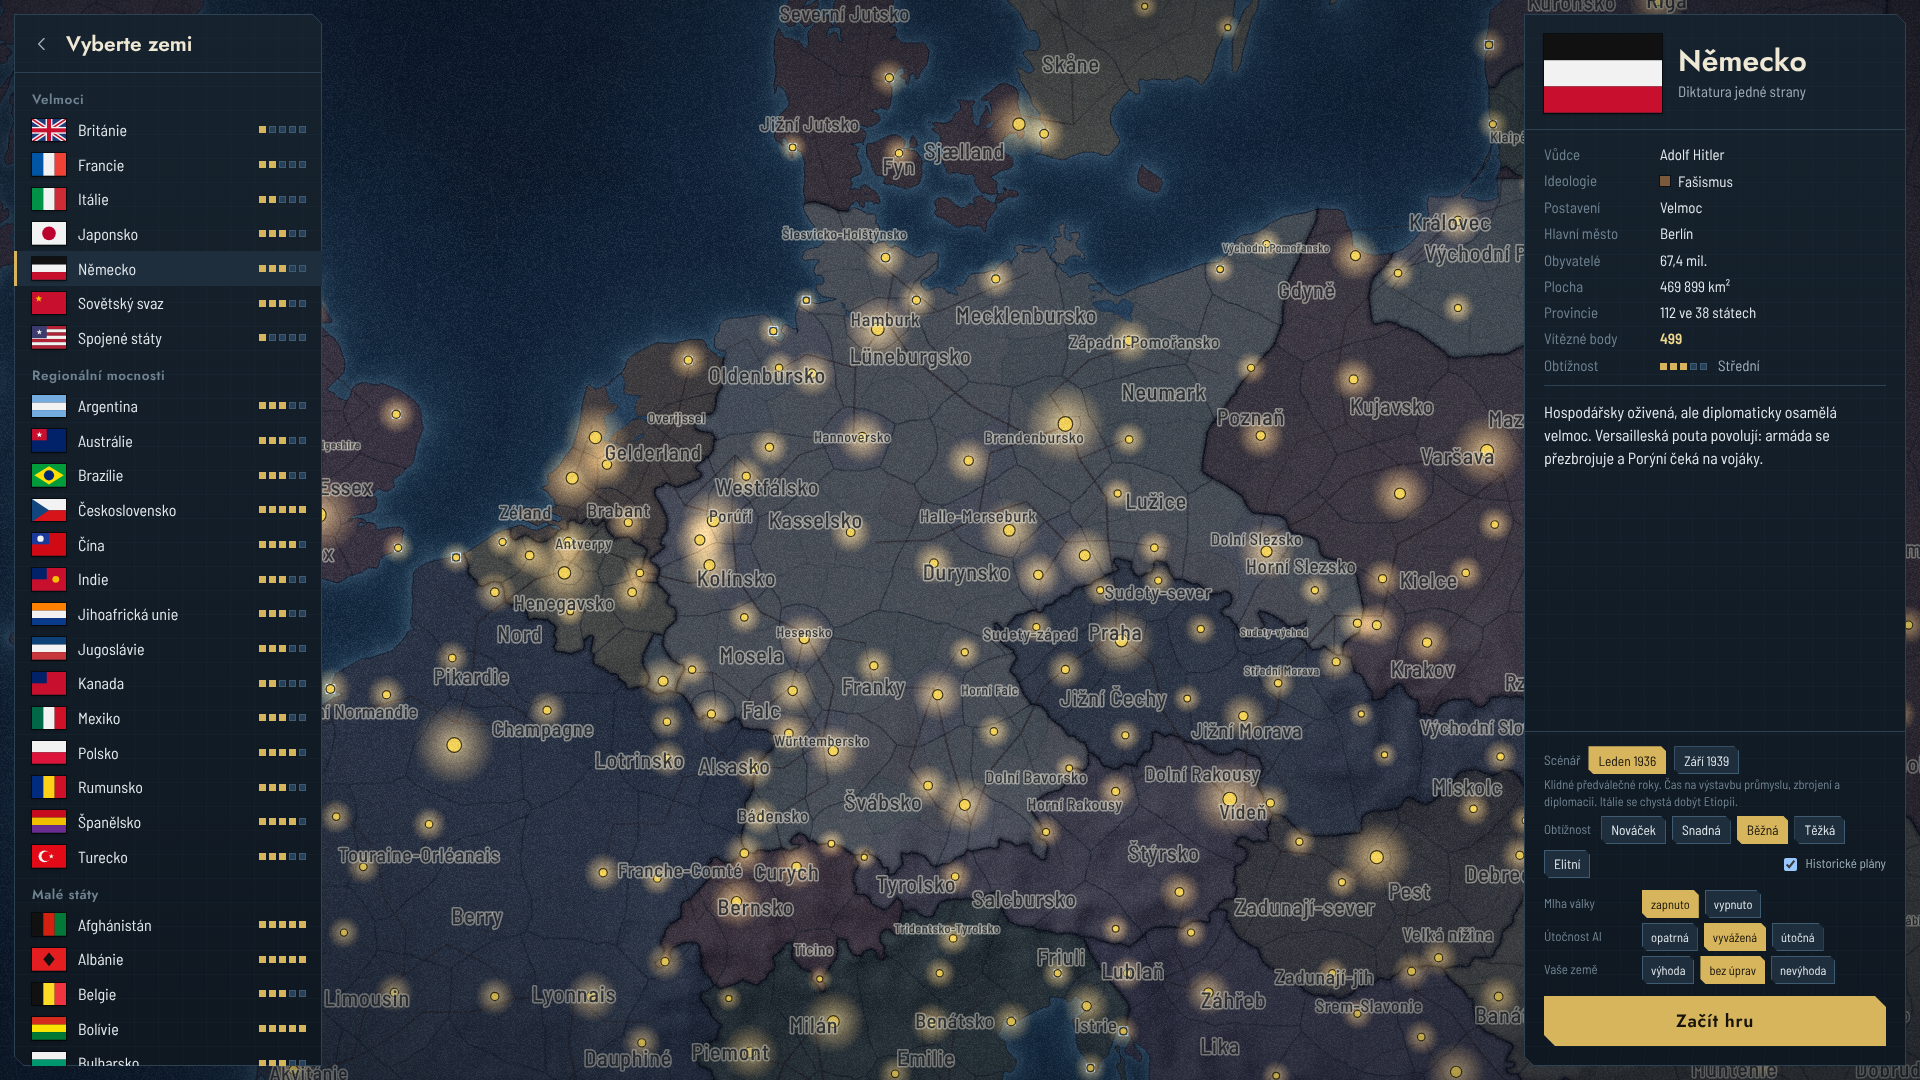 Vyberte zemi
Velmoci
Británie
Francie
Itálie
Japonsko
Německo
Sovětský svaz
Spojené státy
Regionální mocnosti
Argentina
Austrálie
Brazílie
Československo
Čína
Indie
Jihoafrická unie
Jugoslávie
Kanada
Mexiko
Polsko
Rumunsko
Španělsko
Turecko
Malé státy
Afghánistán
Albánie
Belgie
Bolívie
Bulharsko
Severní Jutsko
Skåne
Jižní Jutsko
Sjælland
Fyn
Šlesvicko-Holštýnsko
Hamburk
Mecklenbursko
Lüneburgsko
Západní Pomořansko
Východní Pomořansko
Královec
Východní P
Gdyně
Oldenbursko
Neumark
Overijssel
Poznaň
Kujavsko
Maz
Hannoversko
Brandenbursko
Gelderland
Varšava
Essex
Westfálsko
Lužice
Zéland
Brabant
Porúří
Kasselsko
Halle-Merseburk
Antverpy
Dolní Slezsko
Horní Slezsko
Kolínsko
Durynsko
Kielce
Henegavsko
Sudety-sever
Nord
Hesensko
Sudety-západ
Praha
Sudety-východ
Mosela
Střední Morava
Krakov
Pikardie
Franky
Horní Falc
Jižní Čechy
Rz
í Normandie
Falc
Champagne
Württembersko
Jižní Morava
Východní Slo
Lotrinsko
Alsasko
Dolní Bavorsko
Dolní Rakousy
Miskolc
Švábsko
Horní Rakousy
Vídeň
Bádensko
Touraine-Orléanais
Franche-Comté
Curych
Štýrsko
Tyrolsko
Debrec
Pest
Berry
Bernsko
Salcbursko
Zadunají-sever
Tridentsko-Tyrolsko
Velká nížina
Ticino
Friuli
Lublaň
Zadunají-jih
Limousin
Lyonnais
Záhřeb
Srem-Slavonie
Milán
Benátsko
Istrie
Banát
Dauphiné
Piemont
Emilie
Lika
Akvitánie
Kuronsko
Riga
Klaipė
Německo
Diktatura jedné strany
Vůdce Adolf Hitler
Ideologie Fašismus
Postavení Velmoc
Hlavní město Berlín
Obyvatelé 67,4 mil.
Plocha 469 899 km²
Provincie 112 ve 38 státech
Vítězné body 499
Obtížnost Střední
Hospodářsky oživená, ale diplomaticky osamělá
velmoc. Versailleská pouta povolují: armáda se
přezbrojuje a Porýní čeká na vojáky.
Scénář Leden 1936 Září 1939
Klidné předválečné roky. Čas na výstavbu průmyslu, zbrojení a
diplomacii. Itálie se chystá dobýt Etiopii.
Obtížnost Nováček Snadná Běžná Těžká
Elitní Historické plány
Mlha války zapnuto vypnuto
Útočnost AI opatrná vyvážená útočná
Vaše země výhoda bez úprav nevýhoda
Začít hru